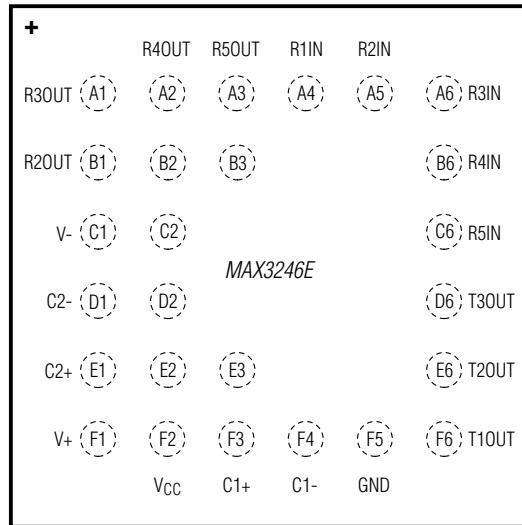 +
R4OUT R5OUT R1IN R2IN
R3OUT A1 A2 A3 A4 A5 A6 R3IN
R2OUT B1 B2 B3 B6 R4IN
V- C1 C2 C6 R5IN
MAX3246E
C2- D1 D2 D6 T3OUT
C2+ E1 E2 E3 E6 T2OUT
V+ F1 F2 F3 F4 F5 F6 T1OUT
VCC C1+ C1- GND